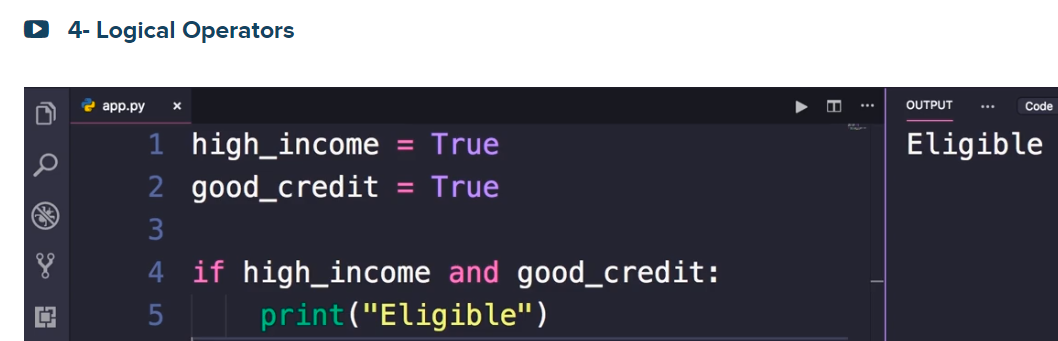 4- Logical Operators
app.py ×
OUTPUT ... Code
1 high_income = True
2 good_credit = True
3
4 if high_income and good_credit:
5 print("Eligible")
Eligible